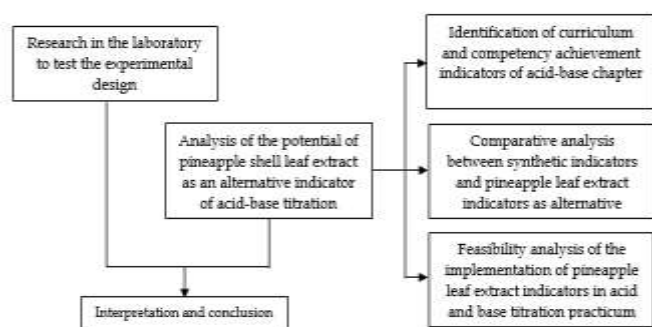 Research in the laboratory
to test the experimental
design
Analysis of the potential of
pineapple shell leaf extract
as an alternative indicator
of acid-base titration
Interpretation and conclusion
Identification of curriculum
and competency achievement
indicators of acid-base chapter
Comparative analysis
between synthetic indicators
and pineapple leaf extract
indicators as alternative
Feasibility analysis of the
implementation of pineapple
leaf extract indicators in acid
and base titration practicum